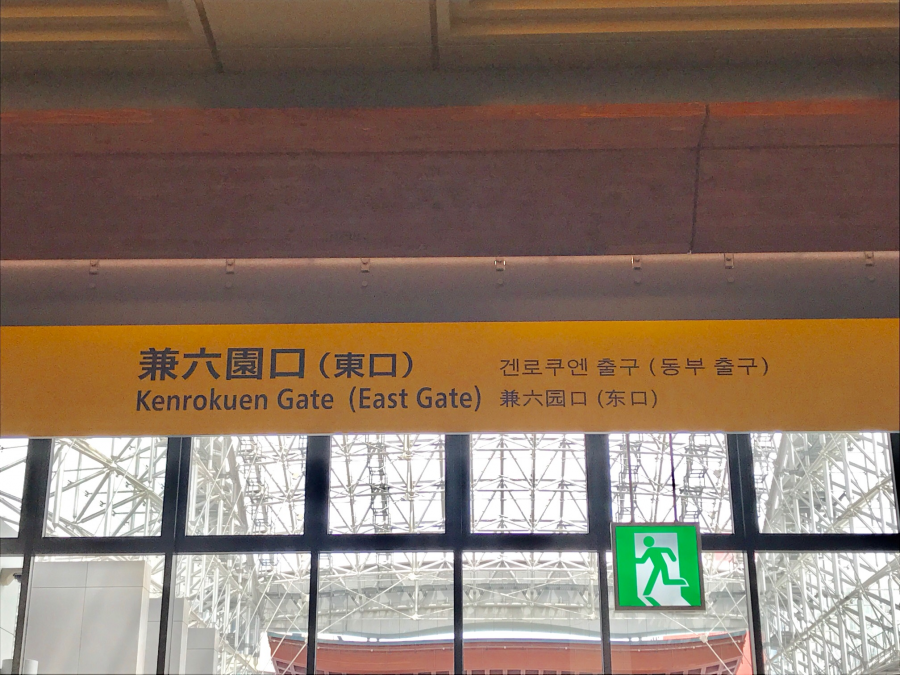 兼六園口（東口）
Kenrokuen Gate (East Gate)
겐로쿠엔 출구 (동부 출구)
兼六园口 (东口)